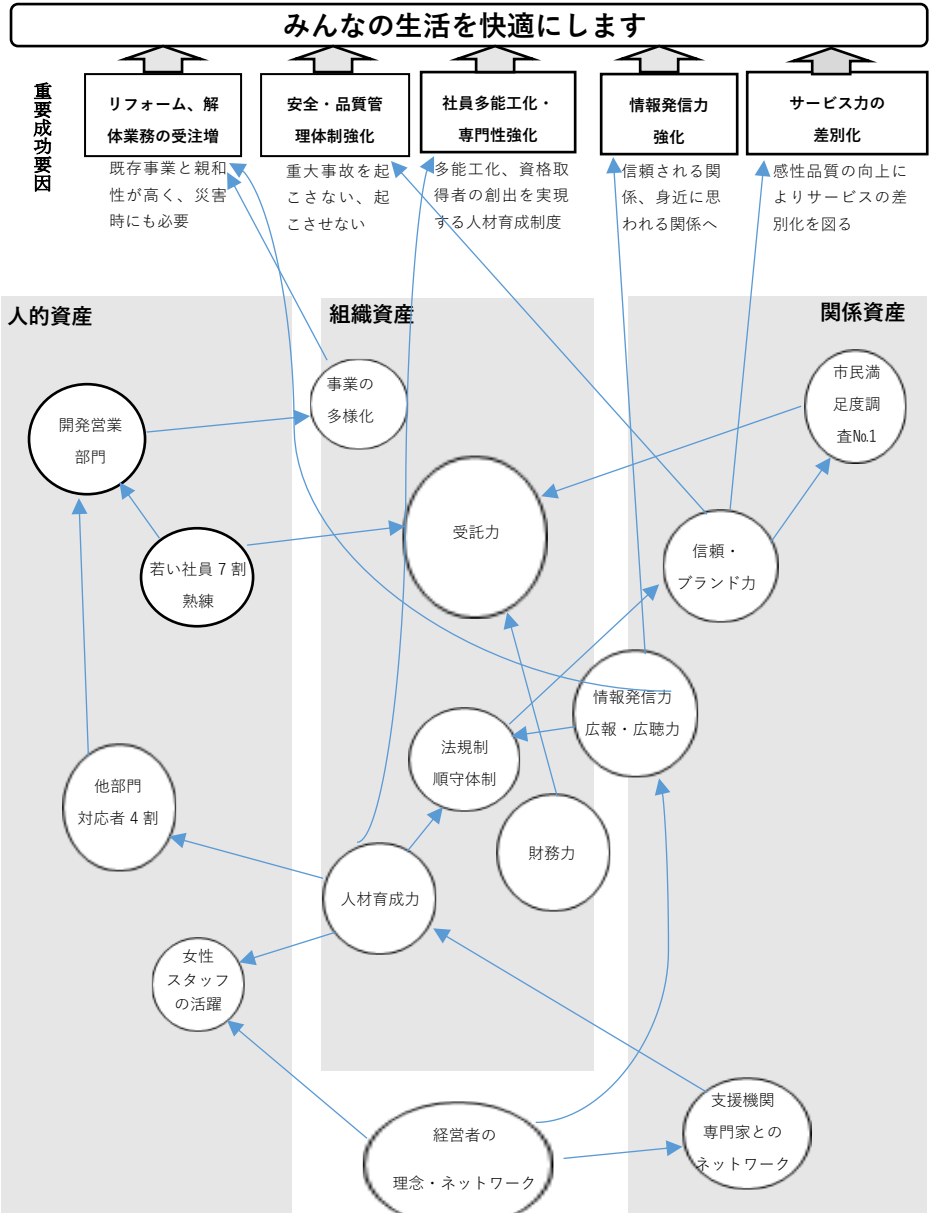 みんなの生活を快適にします
重要成功要因
リフォーム、解
体業務の受注増
安全・品質管
理体制強化
社員多能工化・
専門性強化
情報発信力
強化
サービス力の
差別化
既存事業と親和
性が高く、災害
時にも必要
重大事故を起
こさない、起
こさせない
多能工化、資格取
得者の創出を実現
する人材育成制度
信頼される関
係、身近に思
われる関係へ
感性品質の向上に
よりサービスの差
別化を図る
人的資産
組織資産
関係資産
事業の
多様化
市民満
足度調
査№1
開発営業
部門
受託力
信頼・
ブランド力
若い社員7割
熟練
情報発信力
広報・広聴力
法規制
順守体制
他部門
対応者4割
財務力
人材育成力
女性
スタッフ
の活躍
支援機関
専門家との
ネットワーク
経営者の
理念・ネットワーク